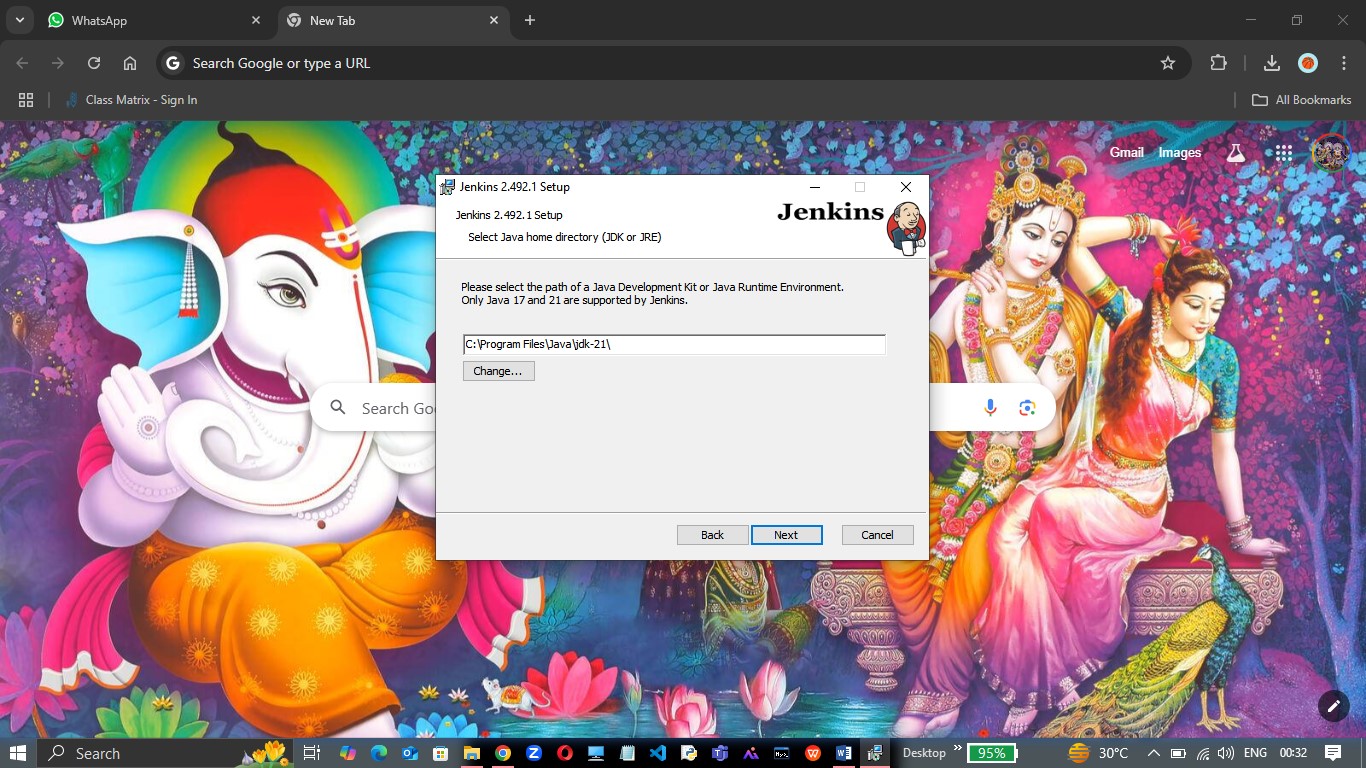 WhatsApp
New Tab
Search Google or type a URL
Class Matrix - Sign In
All Bookmarks
Gmail Images
Jenkins 2.492.1 Setup
Jenkins 2.492.1 Setup
Jenkins
Select Java home directory (JDK or JRE)
Please select the path of a Java Development Kit or Java Runtime Environment.
Only Java 17 and 21 are supported by Jenkins.
C:\Program Files\Java\jdk-21\
Change...
Search Goo
Back Next Cancel
Search
Desktop
95%
30°C
ENG
00:32